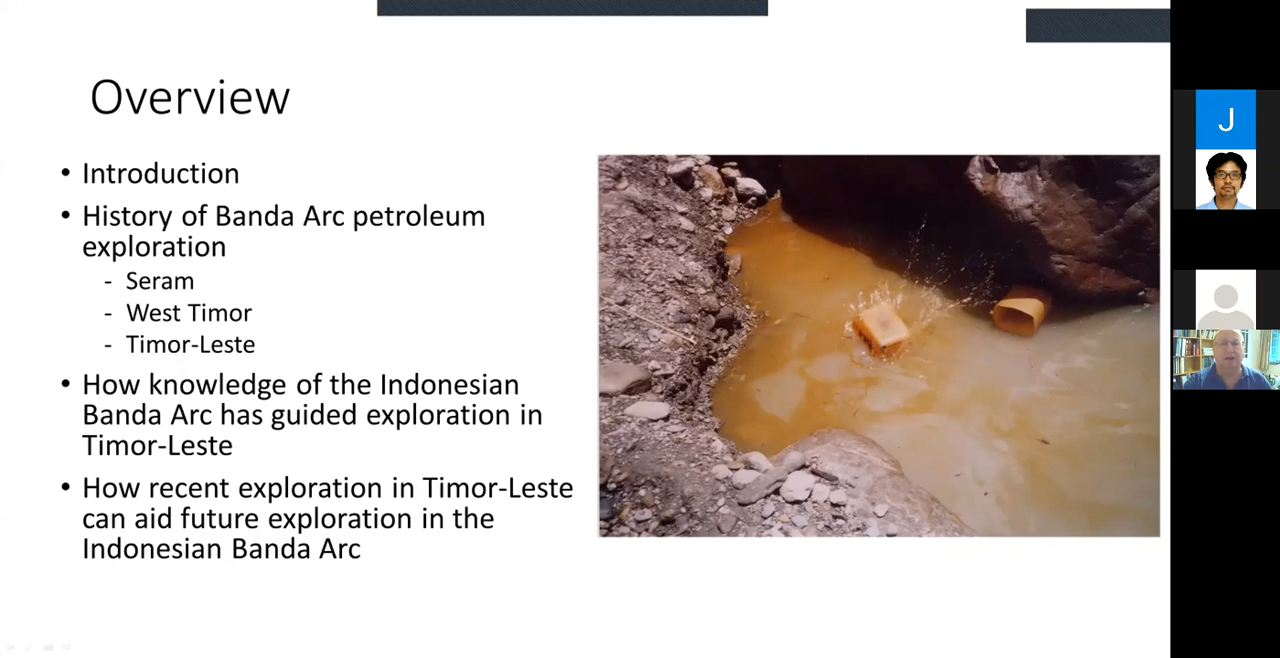 Overview
• Introduction
• History of Banda Arc petroleum
exploration
- Seram
- West Timor
- Timor-Leste
• How knowledge of the Indonesian
Banda Arc has guided exploration in
Timor-Leste
• How recent exploration in Timor-Leste
can aid future exploration in the
Indonesian Banda Arc
J